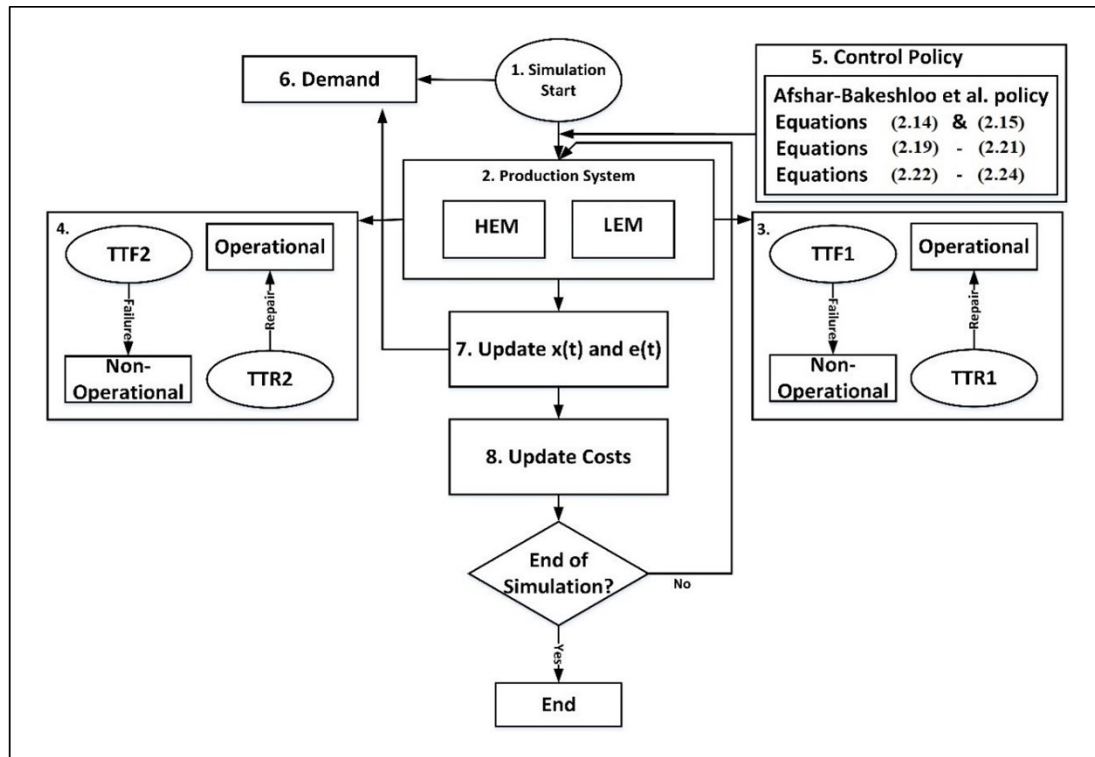 1. Simulation
Start
6. Demand
5. Control Policy
Afshar-Bakeshloo et al. policy
Equations (2.14) & (2.15)
Equations (2.19) - (2.21)
Equations (2.22) - (2.24)
2. Production System
HEM
LEM
4.
TTF2
Operational
Failure
Repair
Non-
Operational
TTR2
3.
TTF1
Operational
Failure
Repair
Non-
Operational
TTR1
7. Update x(t) and e(t)
8. Update Costs
End of
Simulation?
No
Yes
End